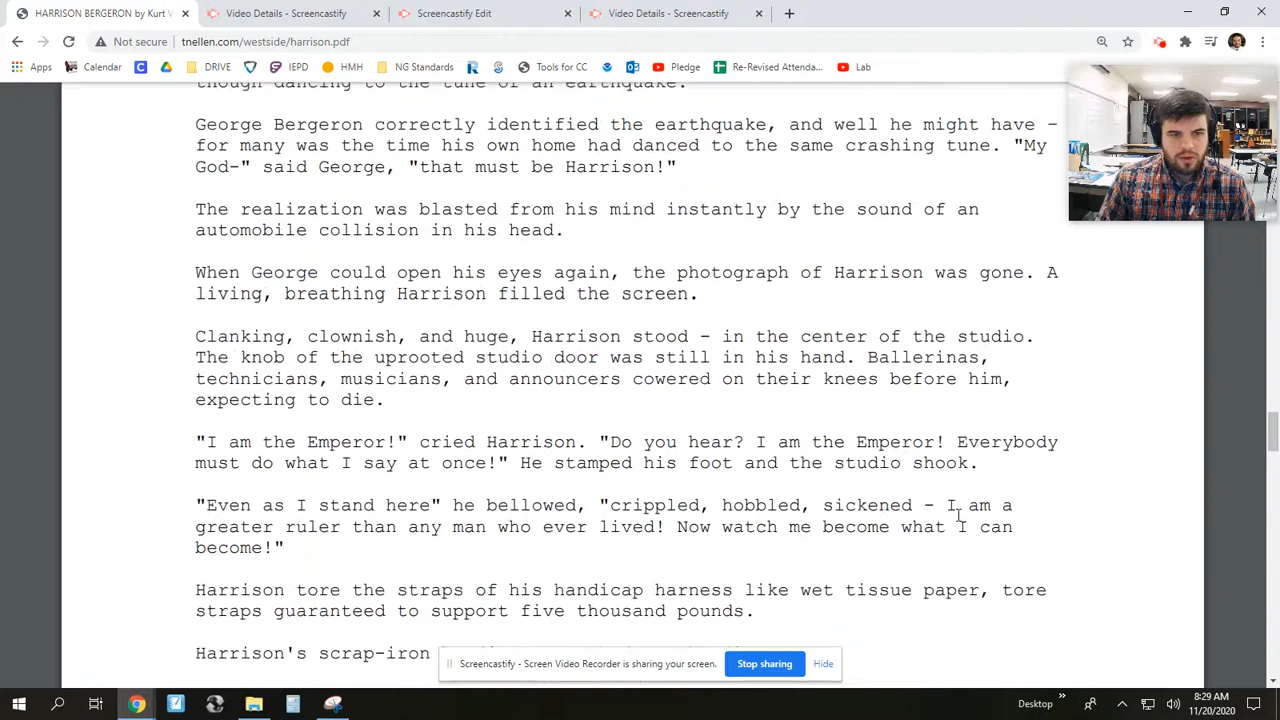 HARRISON BERGERON by Kurt V
Video Details - Screencastify
Screencastify Edit
Video Details - Screencastify
Not secure | tnellen.com/westside/harrison.pdf
Apps
Calendar
DRIVE
IEPD
HMH
NG Standards
Tools for CC
Pledge
Re-Revised Attenda...
Lab
though dancing to the tune of an earthquake.
George Bergeron correctly identified the earthquake, and well he might have -
for many was the time his own home had danced to the same crashing tune. "My
God-" said George, "that must be Harrison!"
The realization was blasted from his mind instantly by the sound of an
automobile collision in his head.
When George could open his eyes again, the photograph of Harrison was gone. A
living, breathing Harrison filled the screen.
Clanking, clownish, and huge, Harrison stood - in the center of the studio.
The knob of the uprooted studio door was still in his hand. Ballerinas,
technicians, musicians, and announcers cowered on their knees before him,
expecting to die.
"I am the Emperor!" cried Harrison. "Do you hear? I am the Emperor! Everybody
must do what I say at once!" He stamped his foot and the studio shook.
"Even as I stand here" he bellowed, "crippled, hobbled, sickened - I am a
greater ruler than any man who ever lived! Now watch me become what I can
become!"
Harrison tore the straps of his handicap harness like wet tissue paper, tore
straps guaranteed to support five thousand pounds.
Harrison's scrap-iron
Screencastify - Screen Video Recorder is sharing your screen.
Stop sharing
Hide
Desktop
8:29 AM
11/20/2020